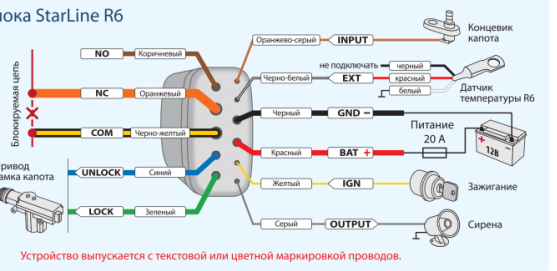 лока StarLine R6
NO Коричневый
NC Оранжевый
Блокируемая цепь
COM Черно-желтый
UNLOCK Синий
привод
замка капота
LOCK Зеленый
Оранжево-серый INPUT
Концевик
капота
не подключать черный
Черно-белый EXT красный
белый
Датчик
температуры R6
Черный GND –
Питание
20 А
Красный BAT +
+ –
12В
Желтый IGN
Зажигание
Серый OUTPUT
Сирена
Устройство выпускается с текстовой или цветной маркировкой проводов.